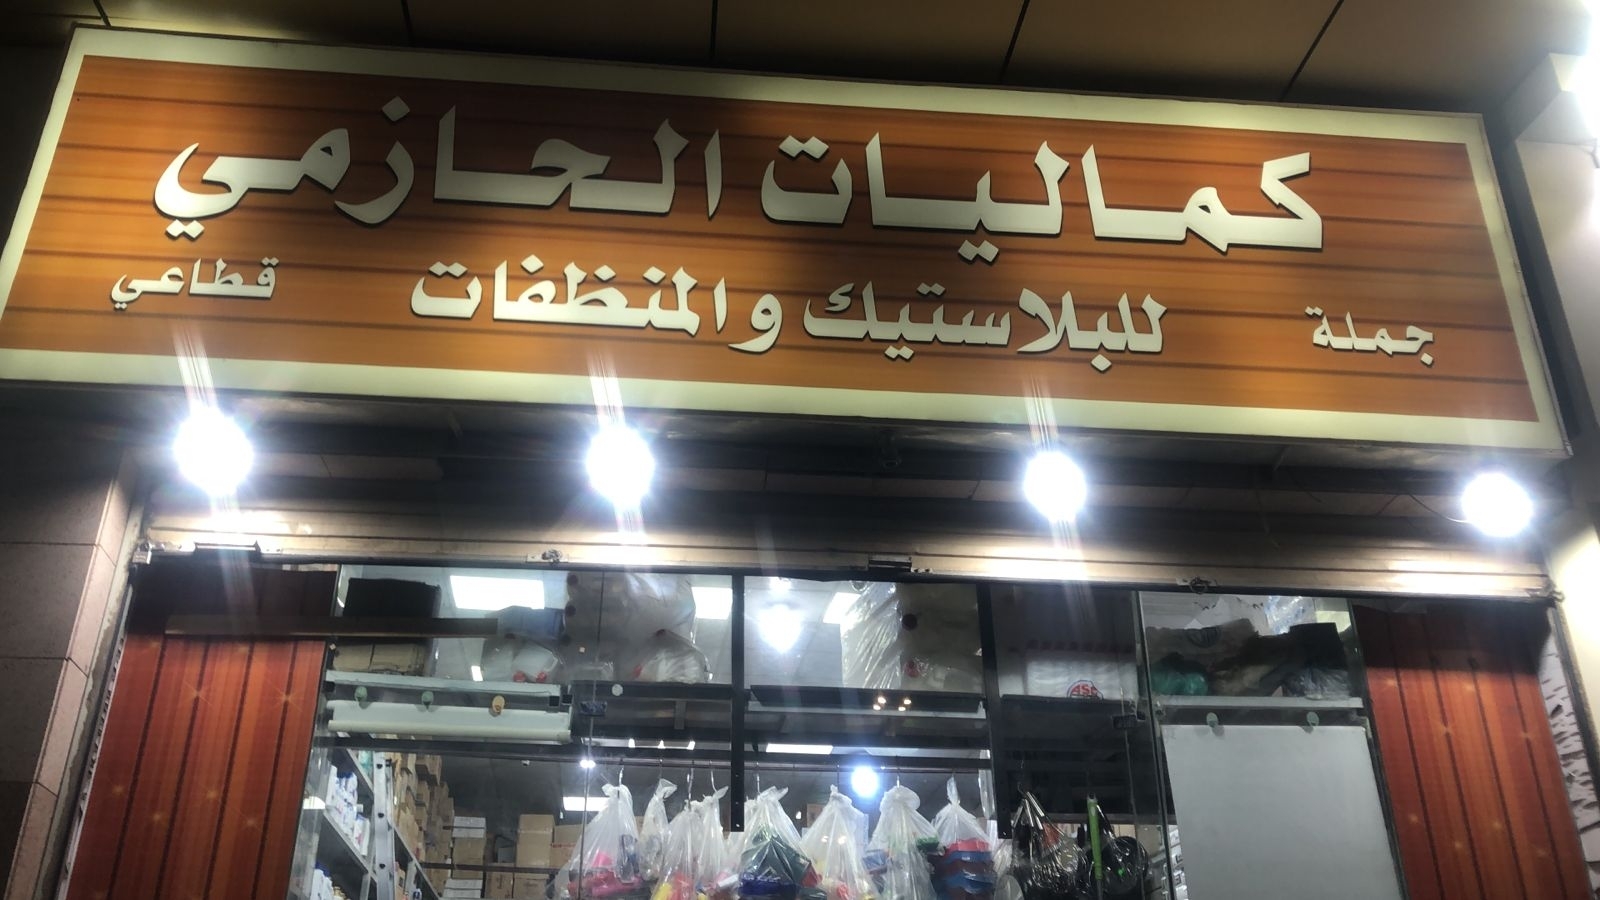 كماليات الحازمي
جملة للبلاستيك والمنظفات قطاعي